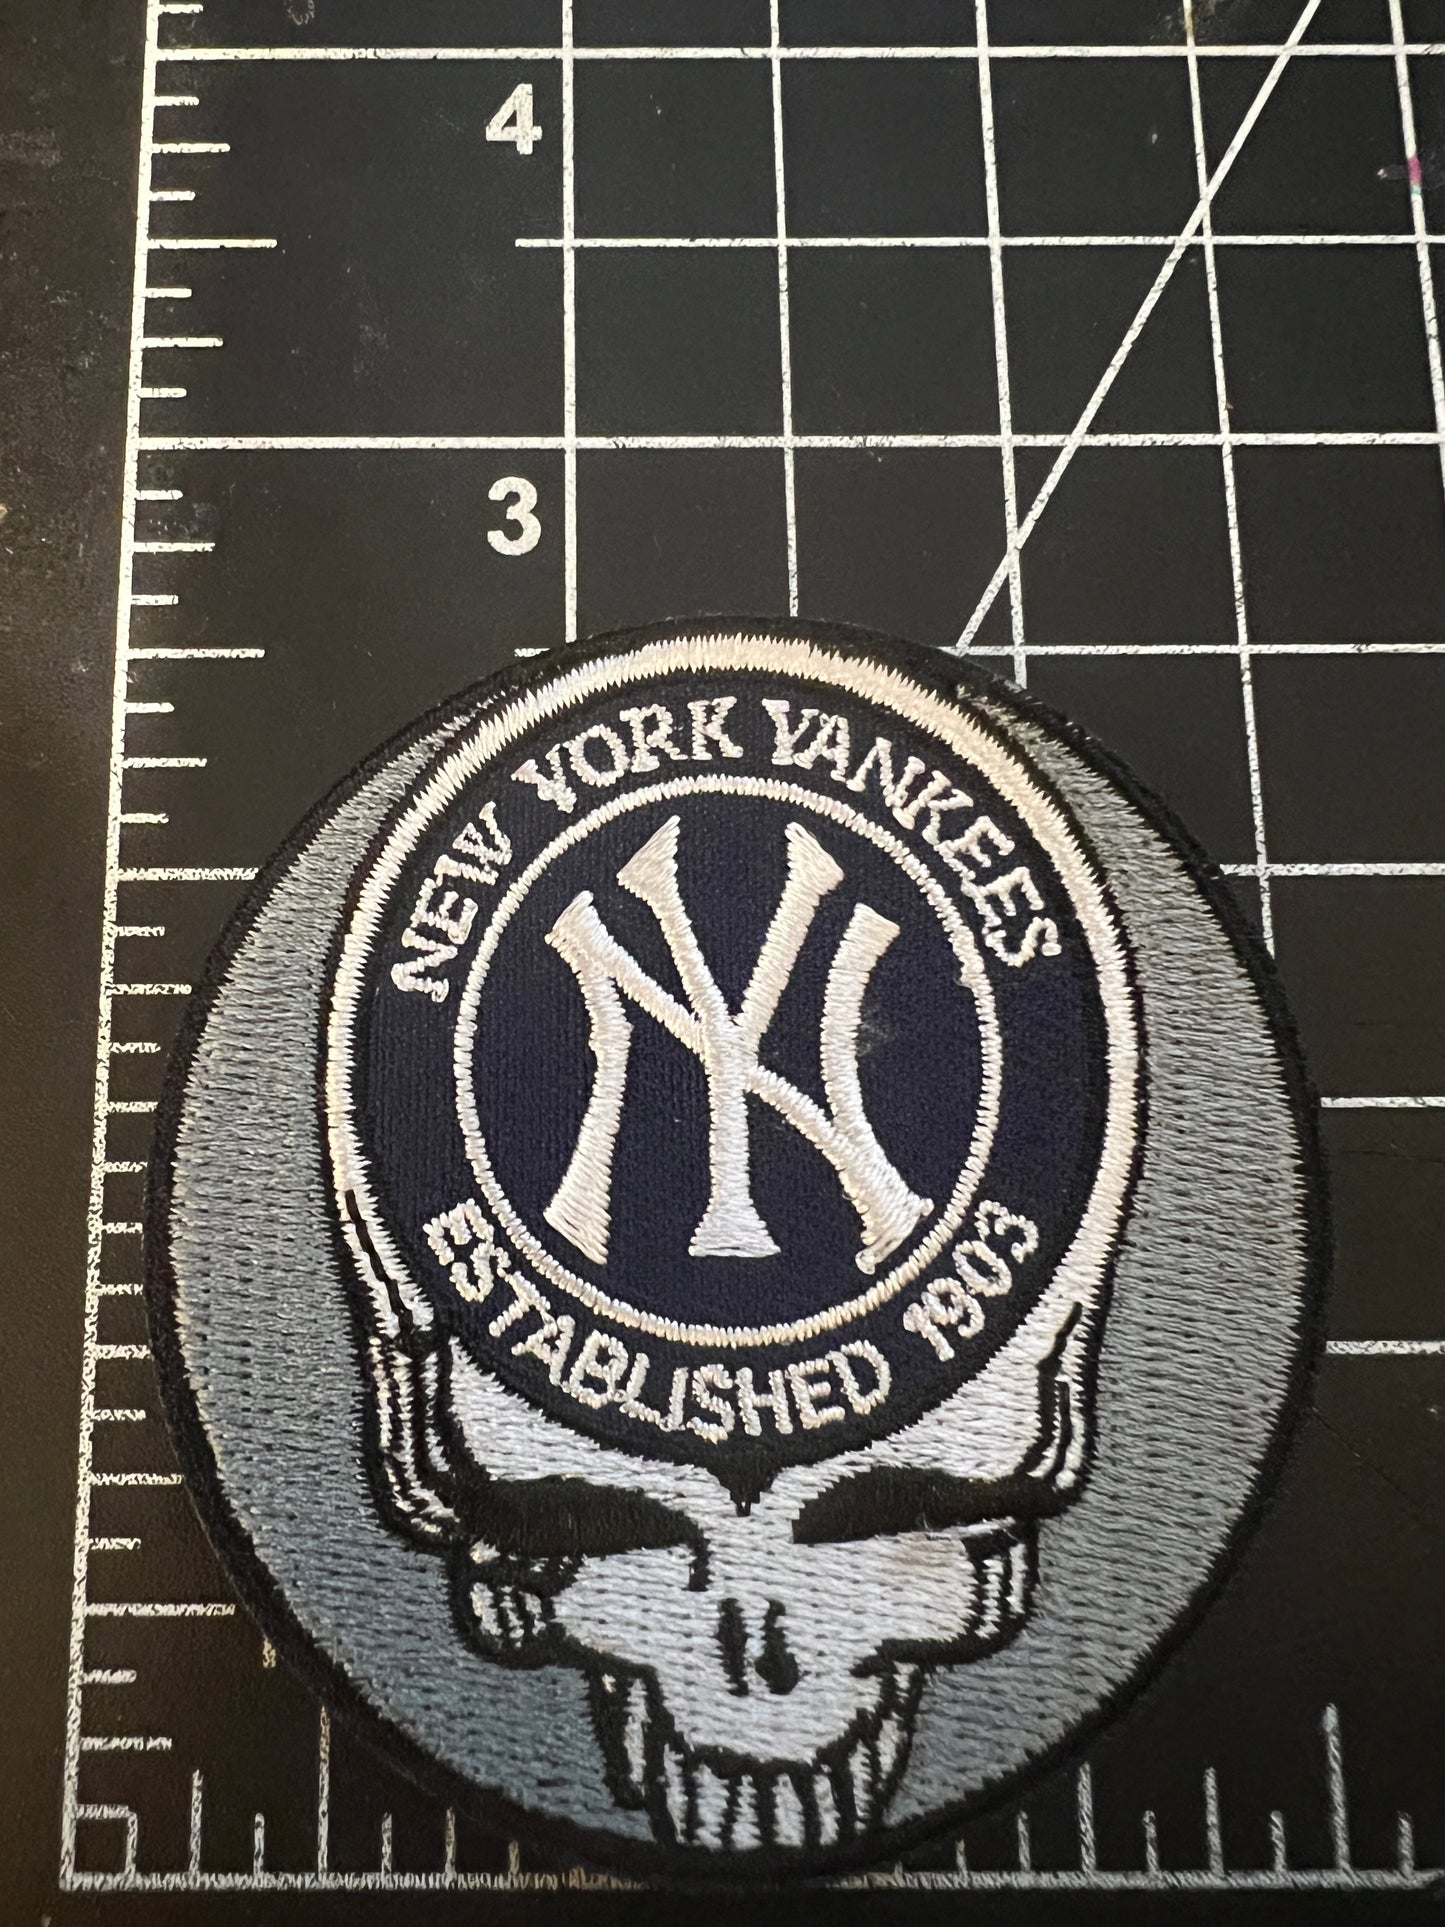 4
3
NEW YORK YANKEES
NY
ESTABLISHED 1903